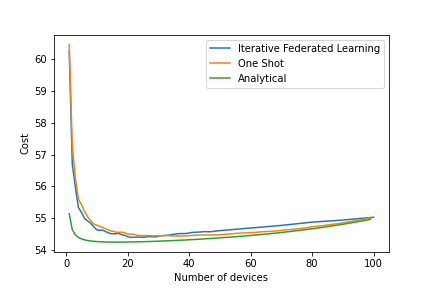 Iterative Federated Learning
One Shot
Analytical
60
59
58
57
56
55
54
Cost
0
20
40
60
80
100
Number of devices